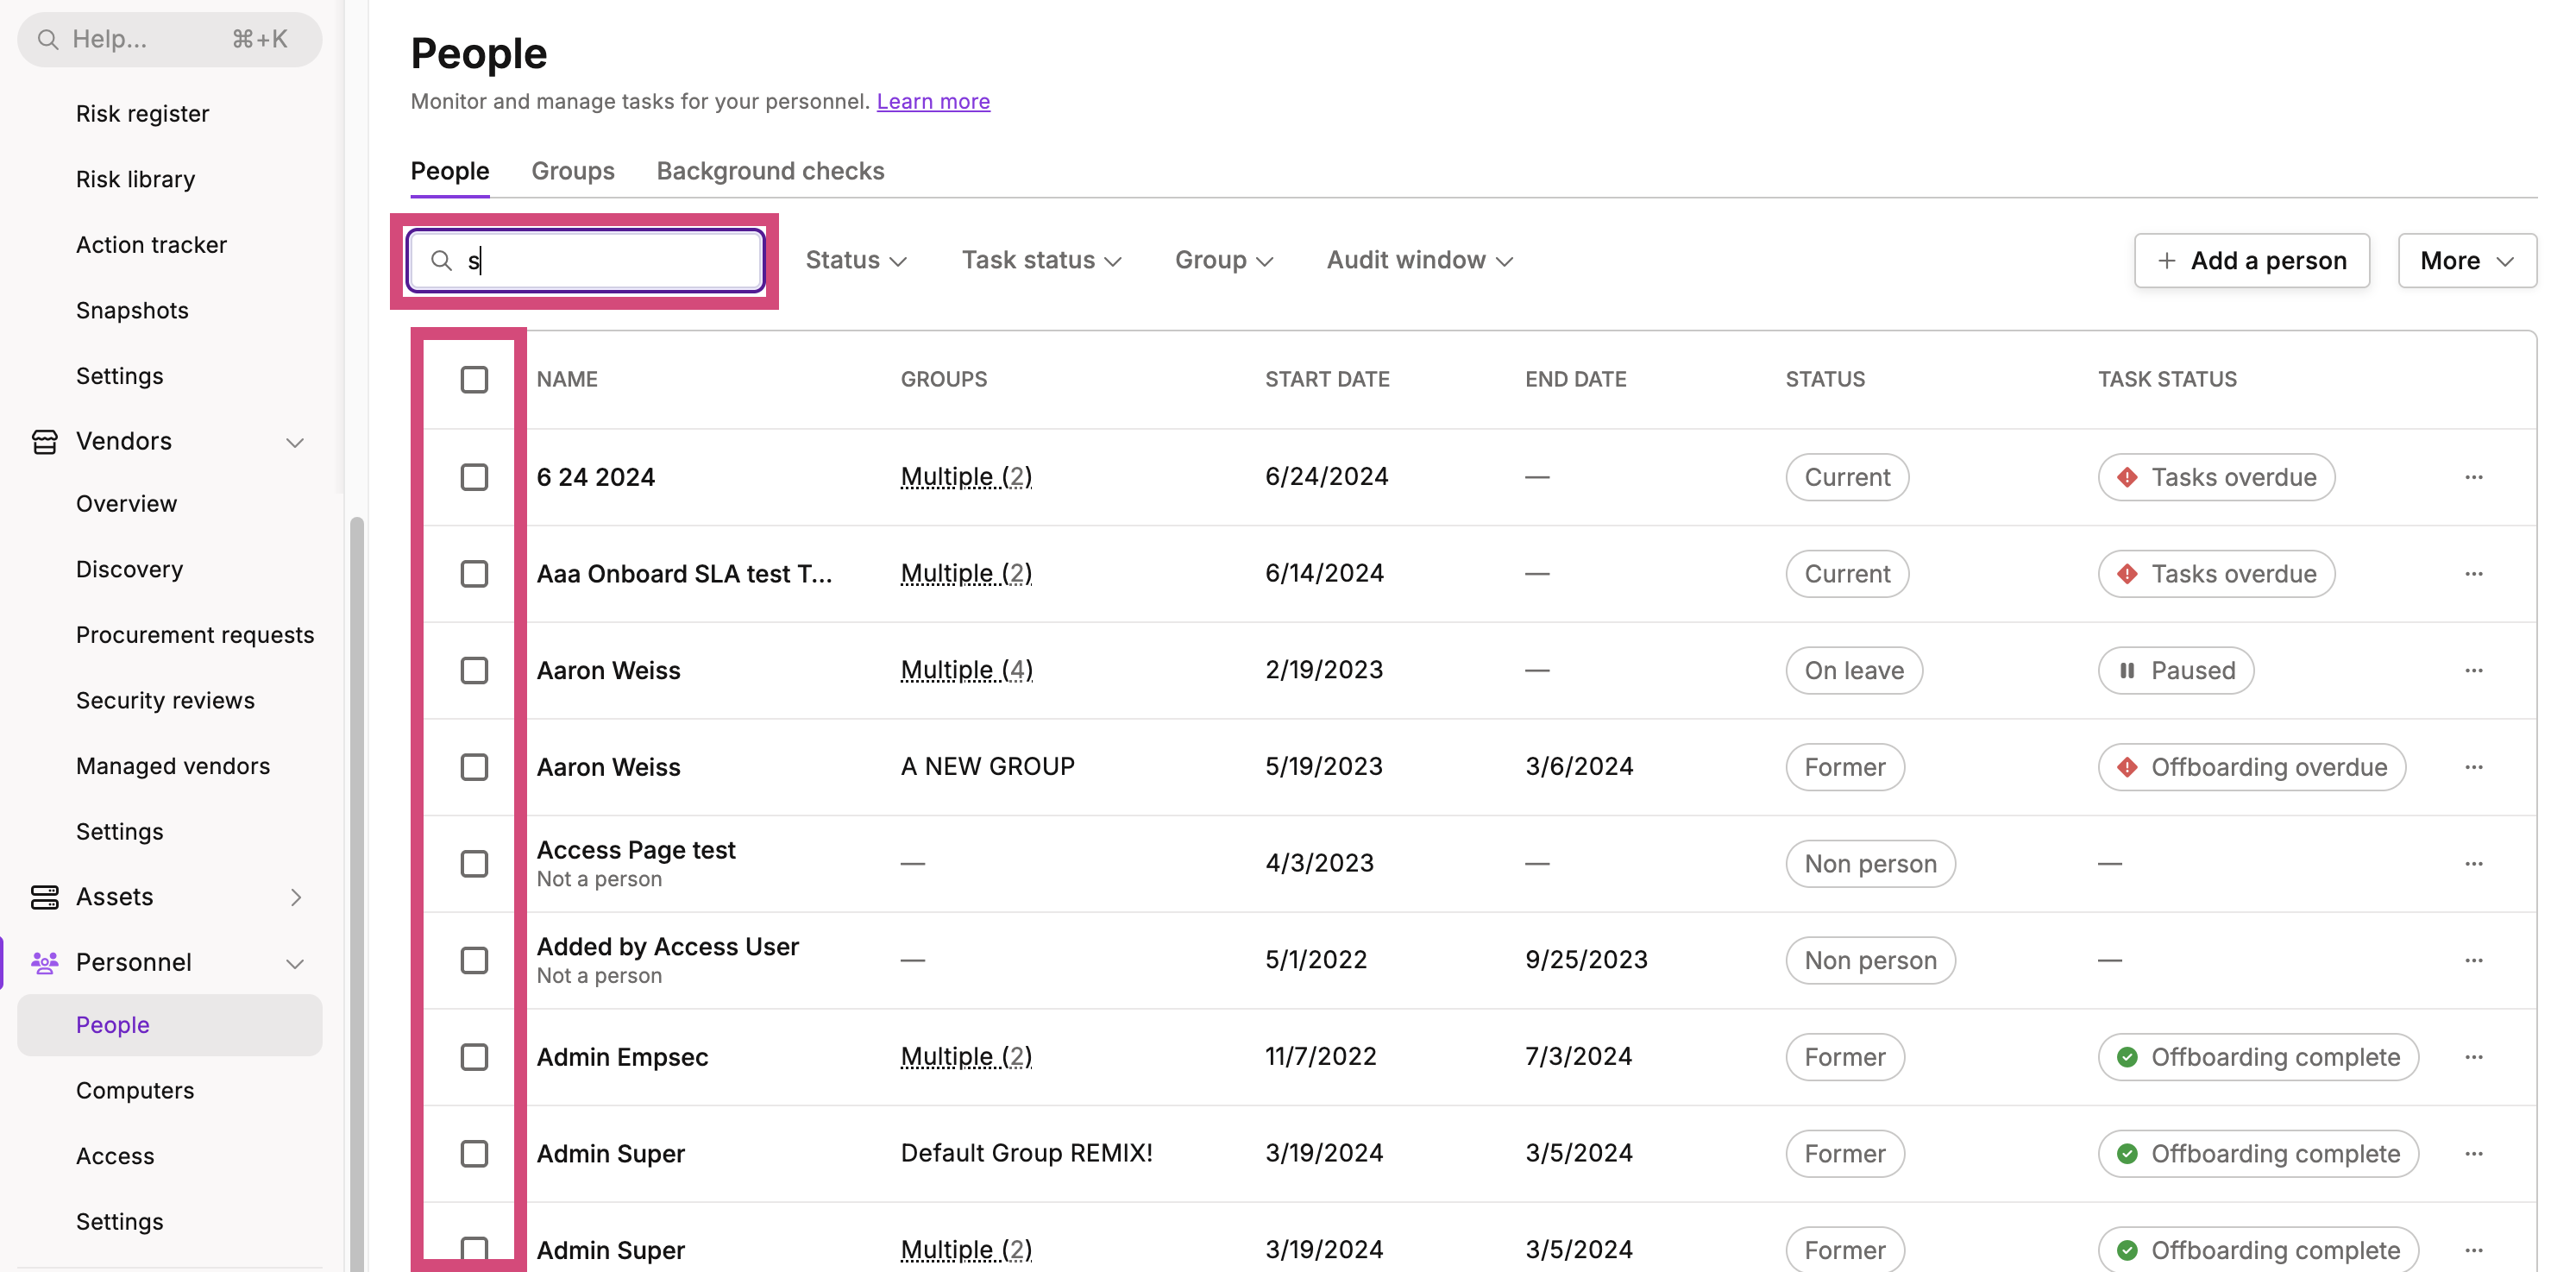 Help... ⌘+K
Risk register
Risk library
Action tracker
Snapshots
Settings
Vendors
Overview
Discovery
Procurement requests
Security reviews
Managed vendors
Settings
Assets
Personnel
People
Computers
Access
Settings
People
Monitor and manage tasks for your personnel. Learn more
People Groups Background checks
s Status Task status Group Audit window + Add a person More
NAME GROUPS START DATE END DATE STATUS TASK STATUS
6 24 2024 Multiple (2) 6/24/2024 — Current Tasks overdue ...
Aaa Onboard SLA test T... Multiple (2) 6/14/2024 — Current Tasks overdue ...
Aaron Weiss Multiple (4) 2/19/2023 — On leave Paused ...
Aaron Weiss A NEW GROUP 5/19/2023 3/6/2024 Former Offboarding overdue ...
Access Page test — 4/3/2023 — Non person — ...
Not a person
Added by Access User — 5/1/2022 9/25/2023 Non person — ...
Not a person
Admin Empsec Multiple (2) 11/7/2022 7/3/2024 Former Offboarding complete ...
Admin Super Default Group REMIX! 3/19/2024 3/5/2024 Former Offboarding complete ...
Admin Super Multiple (2) 3/19/2024 3/5/2024 Former Offboarding complete ...